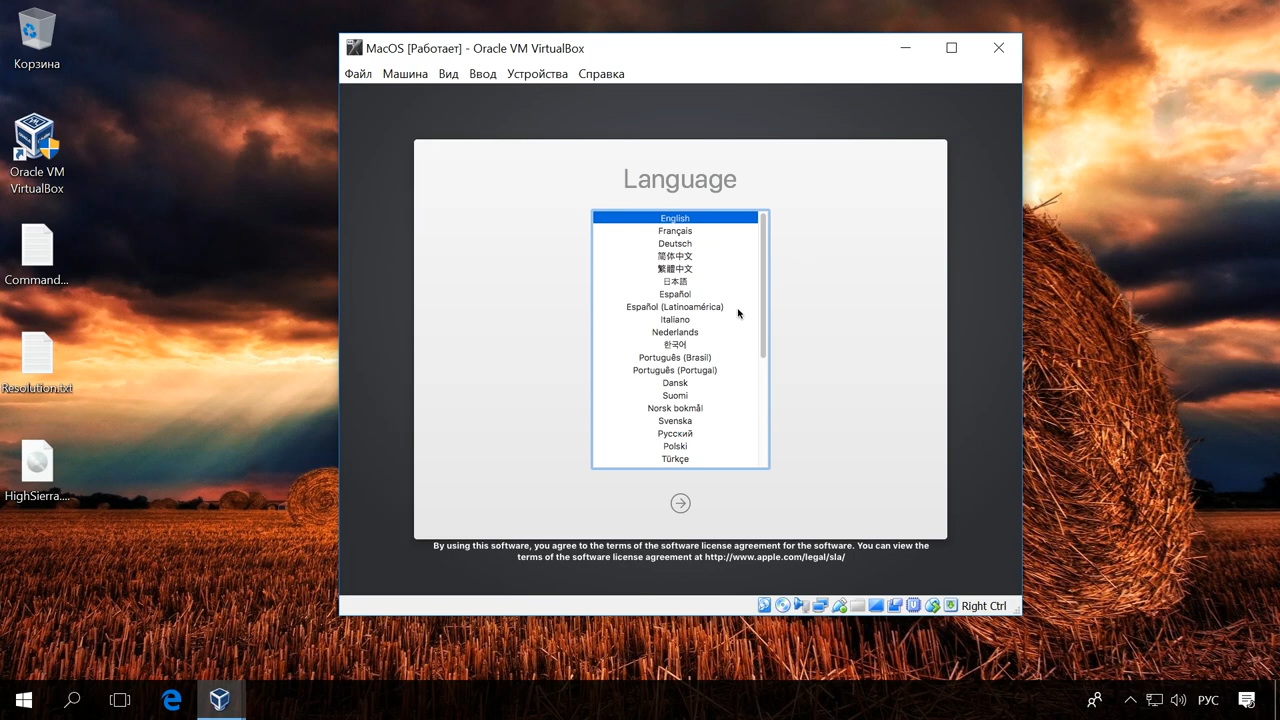 Корзина
Oracle VM
VirtualBox
Command...
Resolution.txt
HighSierra....
MacOS [Работает] - Oracle VM VirtualBox
Файл Машина Вид Ввод Устройства Справка
Language
English
Français
Deutsch
简体中文
繁體中文
日本語
Español
Español (Latinoamérica)
Italiano
Nederlands
한국어
Português (Brasil)
Português (Portugal)
Dansk
Suomi
Norsk bokmål
Svenska
Русский
Polski
Türkçe
By using this software, you agree to the terms of the software license agreement for the software. You can view the
terms of the software license agreement at http://www.apple.com/legal/sla/
Right Ctrl
РУС